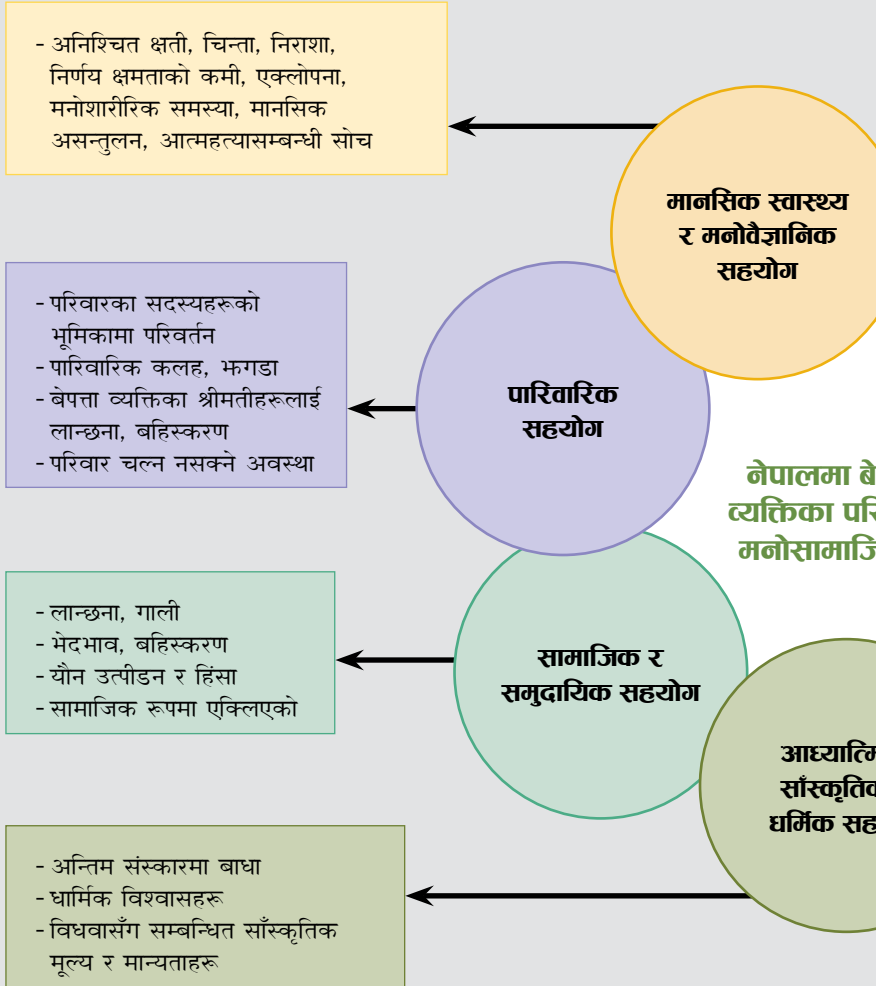 - अनिश्चित क्षती, चिन्ता, निराशा,
निर्णय क्षमताको कमी, एक्लोपना,
मनोशारीरिक समस्या, मानसिक
असन्तुलन, आत्महत्यासम्बन्धी सोच
मानसिक स्वास्थ्य
र मनोवैज्ञानिक
सहयोग
- परिवारका सदस्यहरूको
भूमिकामा परिवर्तन
- पारिवारिक कलह, झगडा
- बेपत्ता व्यक्तिका श्रीमतीहरूलाई
लान्छना, बहिस्करण
- परिवार चल्न नसक्ने अवस्था
पारिवारिक
सहयोग
नेपालमा
व्यक्तिका
- लान्छना, गाली
- भेदभाव, बहिस्करण
- यौन उत्पीडन र हिंसा
- सामाजिक रूपमा एक्लिएको
सामाजिक र
समुदायिक सहयोग
- अन्तिम संस्कारमा बाधा
- धार्मिक विश्वासहरू
- विधवासँग सम्बन्धित साँस्कृतिक
मूल्य र मान्यताहरू
धर्मिक